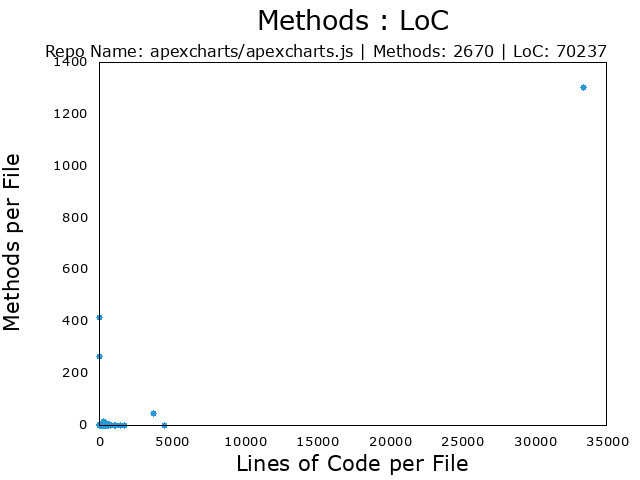 Methods : LoC
Repo Name: apexcharts/apexcharts.js | Methods: 2670 | LoC: 70237
1400
1200
1000
800
600
400
200
0
Methods per File
0 5000 10000 15000 20000 25000 30000 35000
Lines of Code per File